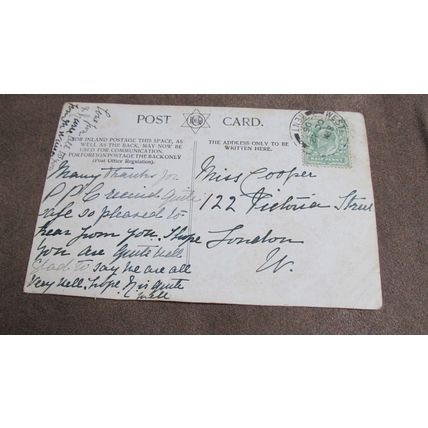 POST CARD.
FOR INLAND POSTAGE THIS SPACE, AS
WELL AS THE BACK, MAY NOW BE
USED FOR COMMUNICATION.
FOR FOREIGN POSTAGE THE BACK ONLY
(Post Office Regulation).
THE ADDRESS ONLY TO BE
WRITTEN HERE.
Many thanks for
P.P.C received quite
safe so pleased to
hear from you. I hope
you are quite well
Glad to say we are all
very well. hope is quite
well
Miss Cooper
122 Victoria Street
London
W.